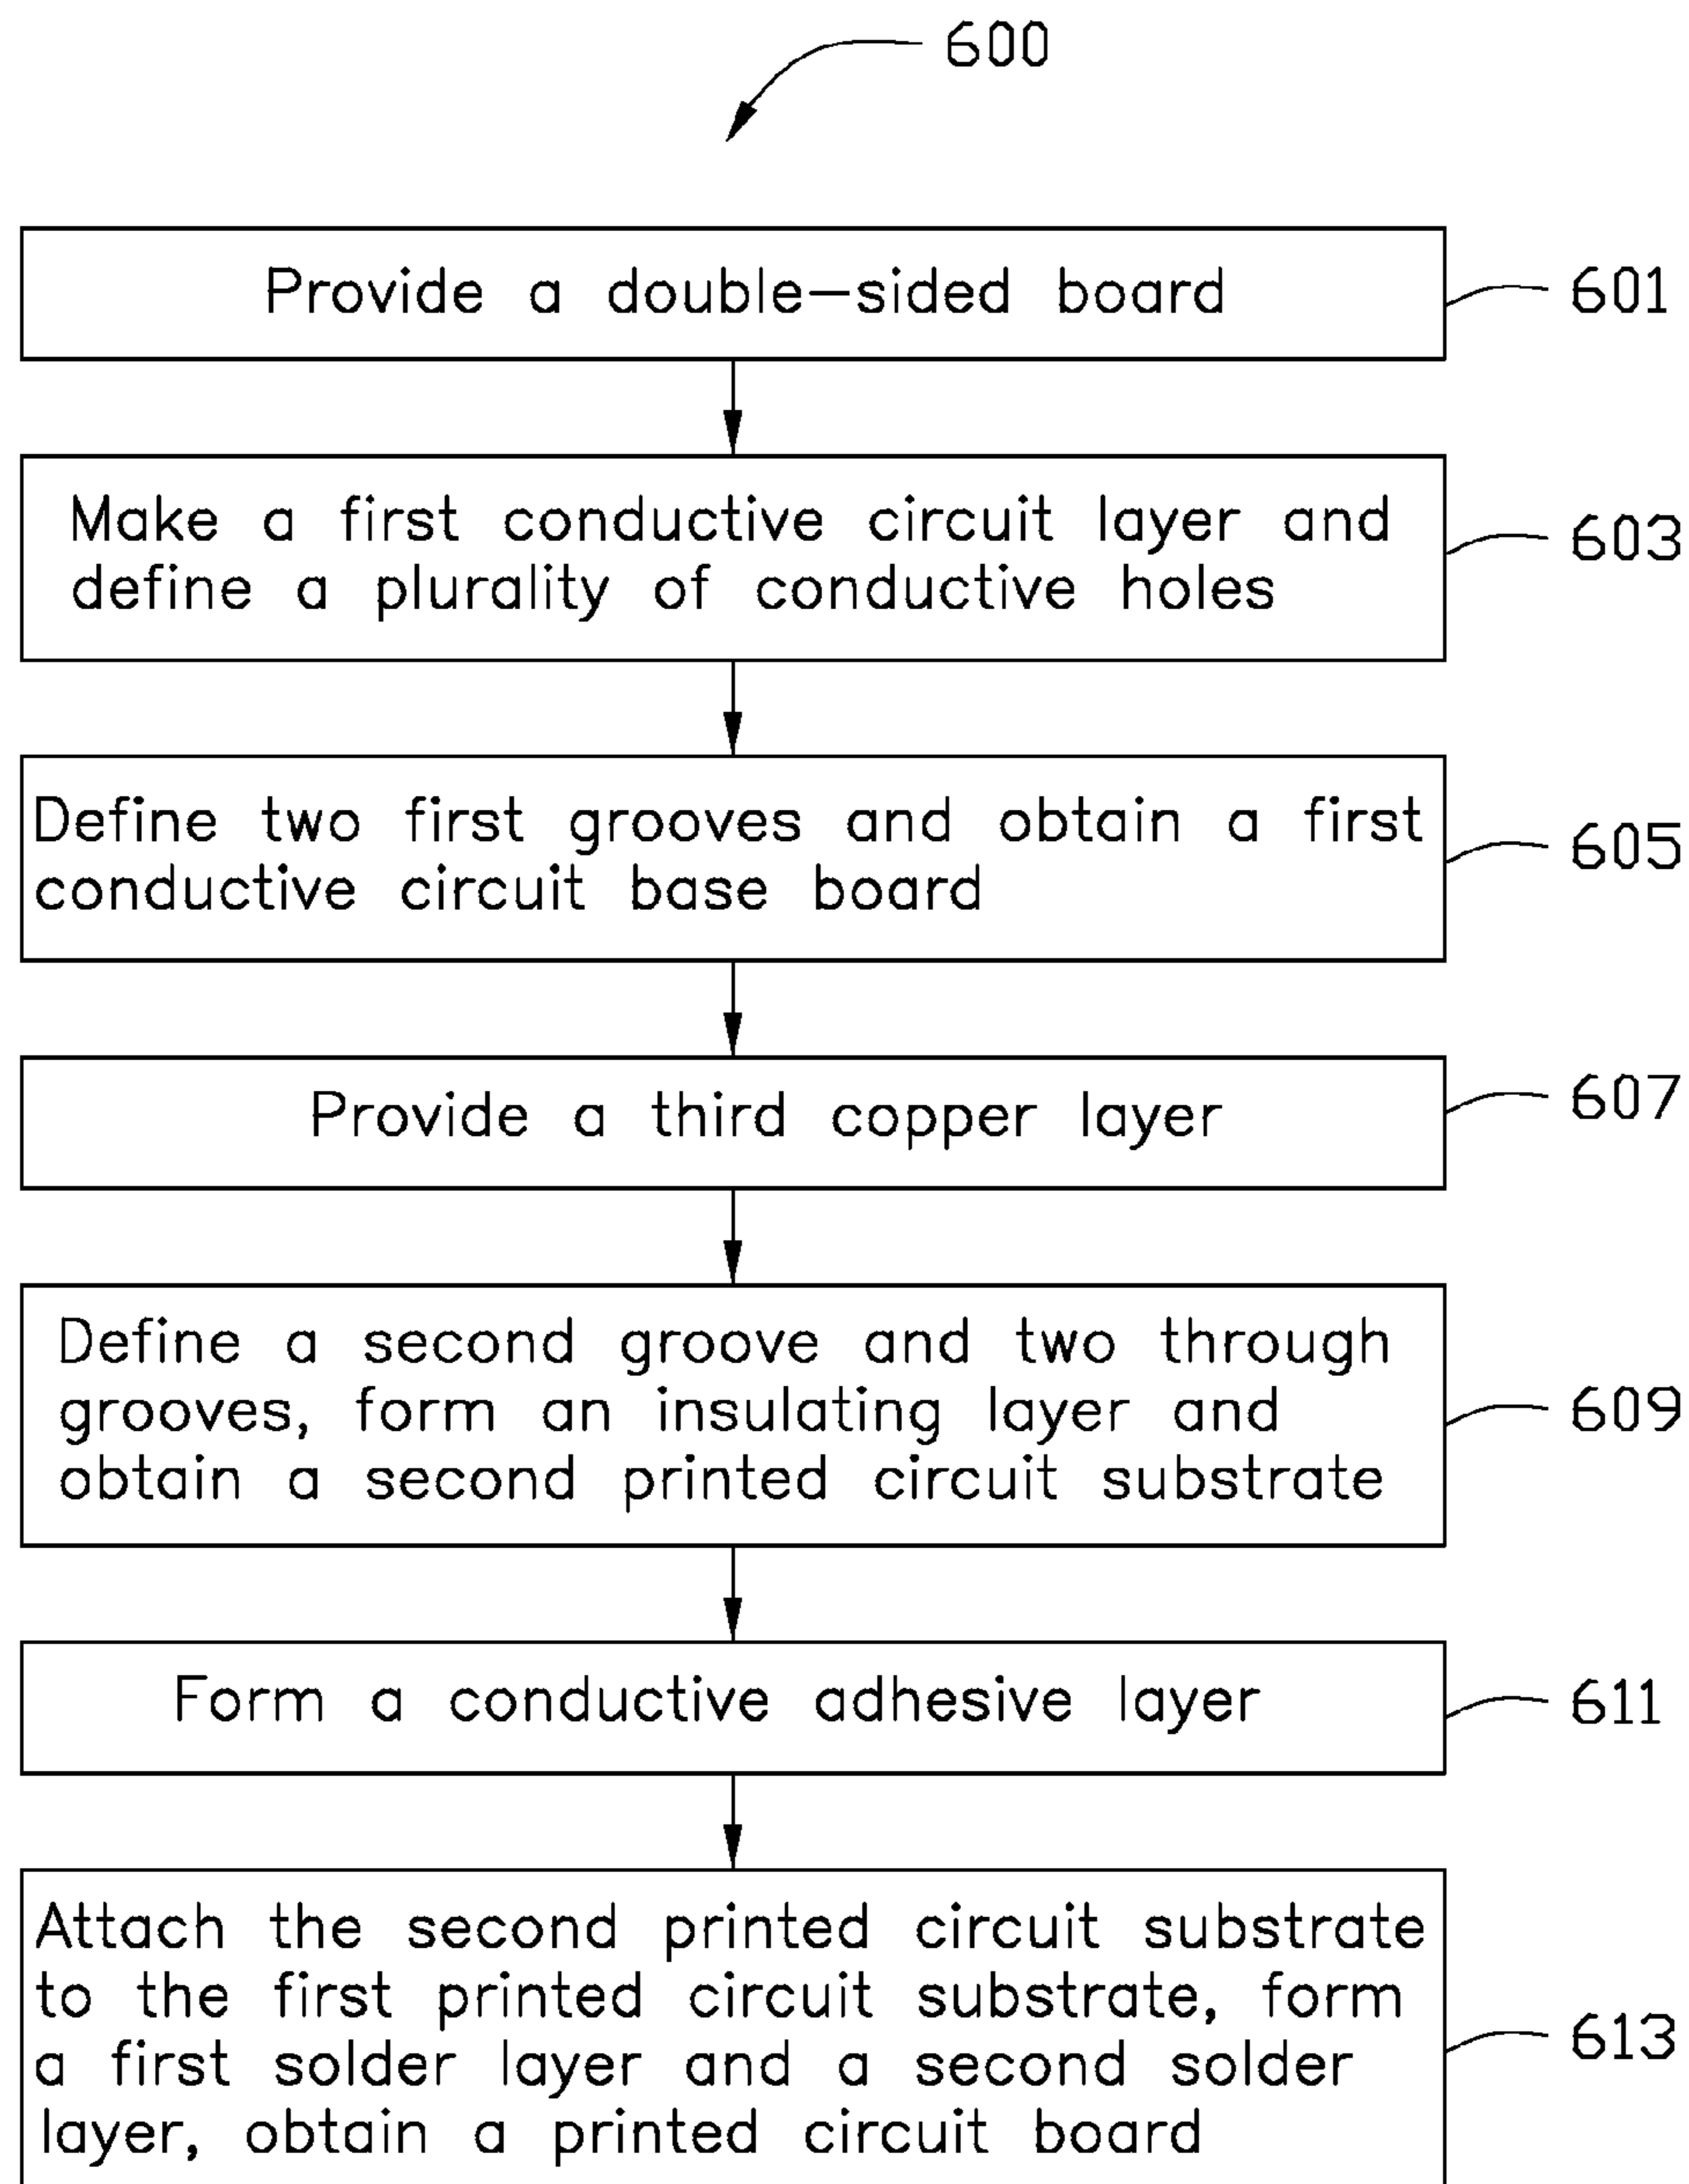 600
Provide a double-sided board
601
Make a first conductive circuit layer and
define a plurality of conductive holes
603
Define two first grooves and obtain a first
conductive circuit base board
605
Provide a third copper layer
607
Define a second groove and two through
grooves, form an insulating layer and
obtain a second printed circuit substrate
609
Form a conductive adhesive layer
611
Attach the second printed circuit substrate
to the first printed circuit substrate, form
a first solder layer and a second solder
layer, obtain a printed circuit board
613